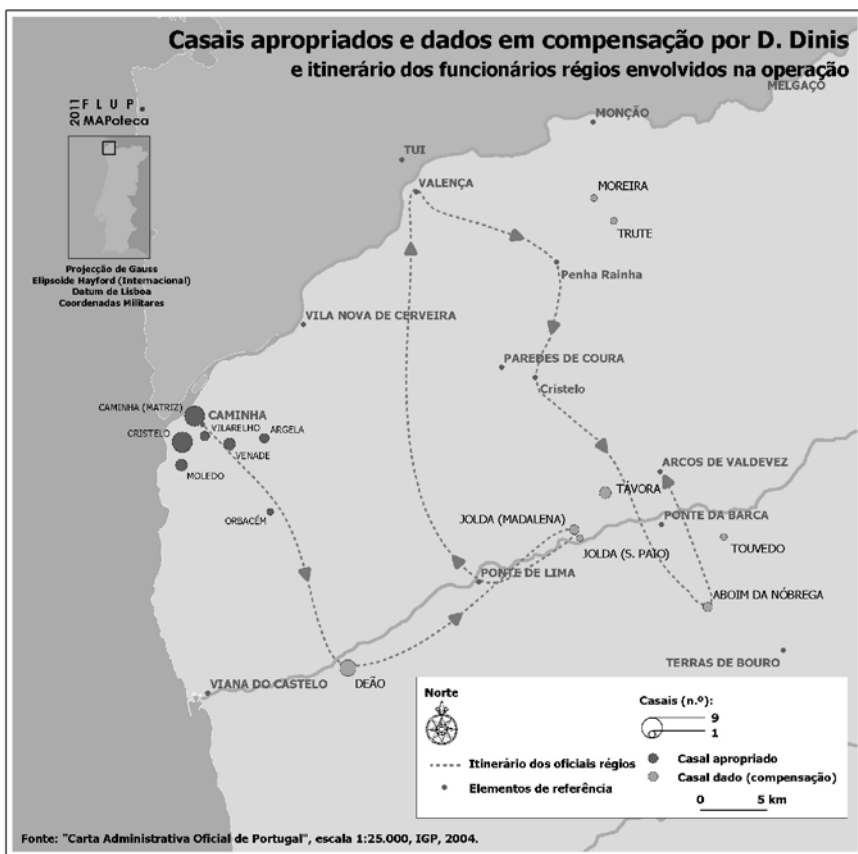 Casais apropriados e dados em compensação por D. Dinis
e itinerário dos funcionários régios envolvidos na operação
MELGAÇO
2011
F L U P
MAPoteca
MONÇÃO
TUI
VALENÇA
MOREIRA
TRUTE
Projecção de Gauss
Elipsoide Hayford (Internacional)
Datum de Lisboa
Coordenadas Militares
Penha Rainha
VILA NOVA DE CERVEIRA
PAREDES DE COURA
Cristelo
CAMINHA (MATRIZ)
CAMINHA
VILARELHO
ARGELA
CRISTELO
VENADE
MOLEDO
ARCOS DE VALDEVEZ
TÁVORA
ORBACÉM
JOLDA (MADALENA)
PONTE DA BARCA
JOLDA (S. PAIO)
TOUVEDO
PONTE DE LIMA
ABOIM DA NÓBREGA
TERRAS DE BOURO
VIANA DO CASTELO
DEÃO
Norte
Casais (n.º):
9
1
Itinerário dos oficiais régios
Elementos de referência
Casal apropriado
Casal dado (compensação)
0 5 km
Fonte: "Carta Administrativa Oficial de Portugal", escala 1:25.000, IGP, 2004.